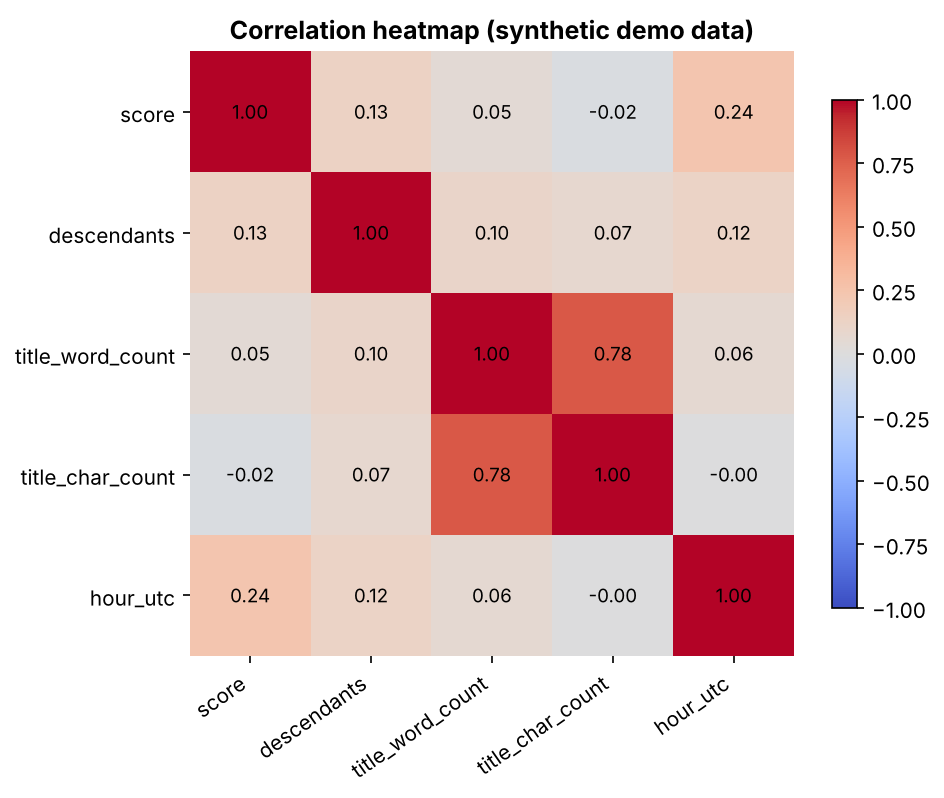 Correlation heatmap (synthetic demo data)
score 1.00 0.13 0.05 -0.02 0.24
descendants 0.13 1.00 0.10 0.07 0.12
title_word_count 0.05 0.10 1.00 0.78 0.06
title_char_count -0.02 0.07 0.78 1.00 -0.00
hour_utc 0.24 0.12 0.06 -0.00 1.00
score
descendants
title_word_count
title_char_count
hour_utc
1.00
0.75
0.50
0.25
0.00
−0.25
−0.50
−0.75
−1.00